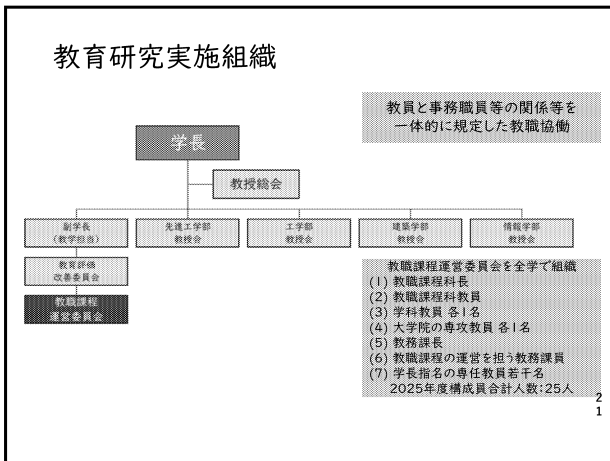 教育研究実施組織
教員と事務職員等の関係等を
一体的に規定した教職協働
学長
教授総会
副学長
(教学担当)
先進工学部
教授会
工学部
教授会
建築学部
教授会
情報学部
教授会
教育評価
改善委員会
教職課程
運営委員会
教職課程運営委員会を全学で組織
(1) 教職課程科長
(2) 教職課程科教員
(3) 学科教員 各1名
(4) 大学院の専攻教員 各1名
(5) 教務課長
(6) 教職課程の運営を担う教務課員
(7) 学長指名の専任教員若干名
2025年度構成員合計人数:25人
2
1